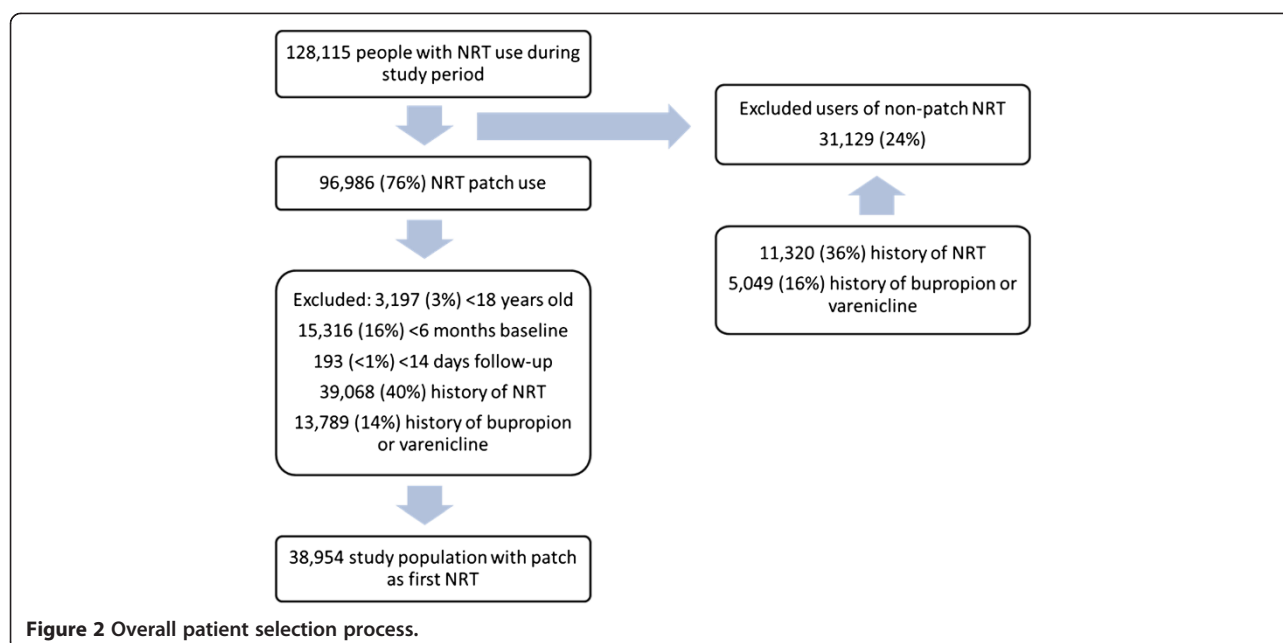 128,115 people with NRT use during
study period
Excluded users of non-patch NRT
31,129 (24%)
96,986 (76%) NRT patch use
11,320 (36%) history of NRT
5,049 (16%) history of bupropion or
varenicline
Excluded: 3,197 (3%) <18 years old
15,316 (16%) <6 months baseline
193 (<1%) <14 days follow-up
39,068 (40%) history of NRT
13,789 (14%) history of bupropion
or varenicline
38,954 study population with patch
as first NRT
Figure 2 Overall patient selection process.